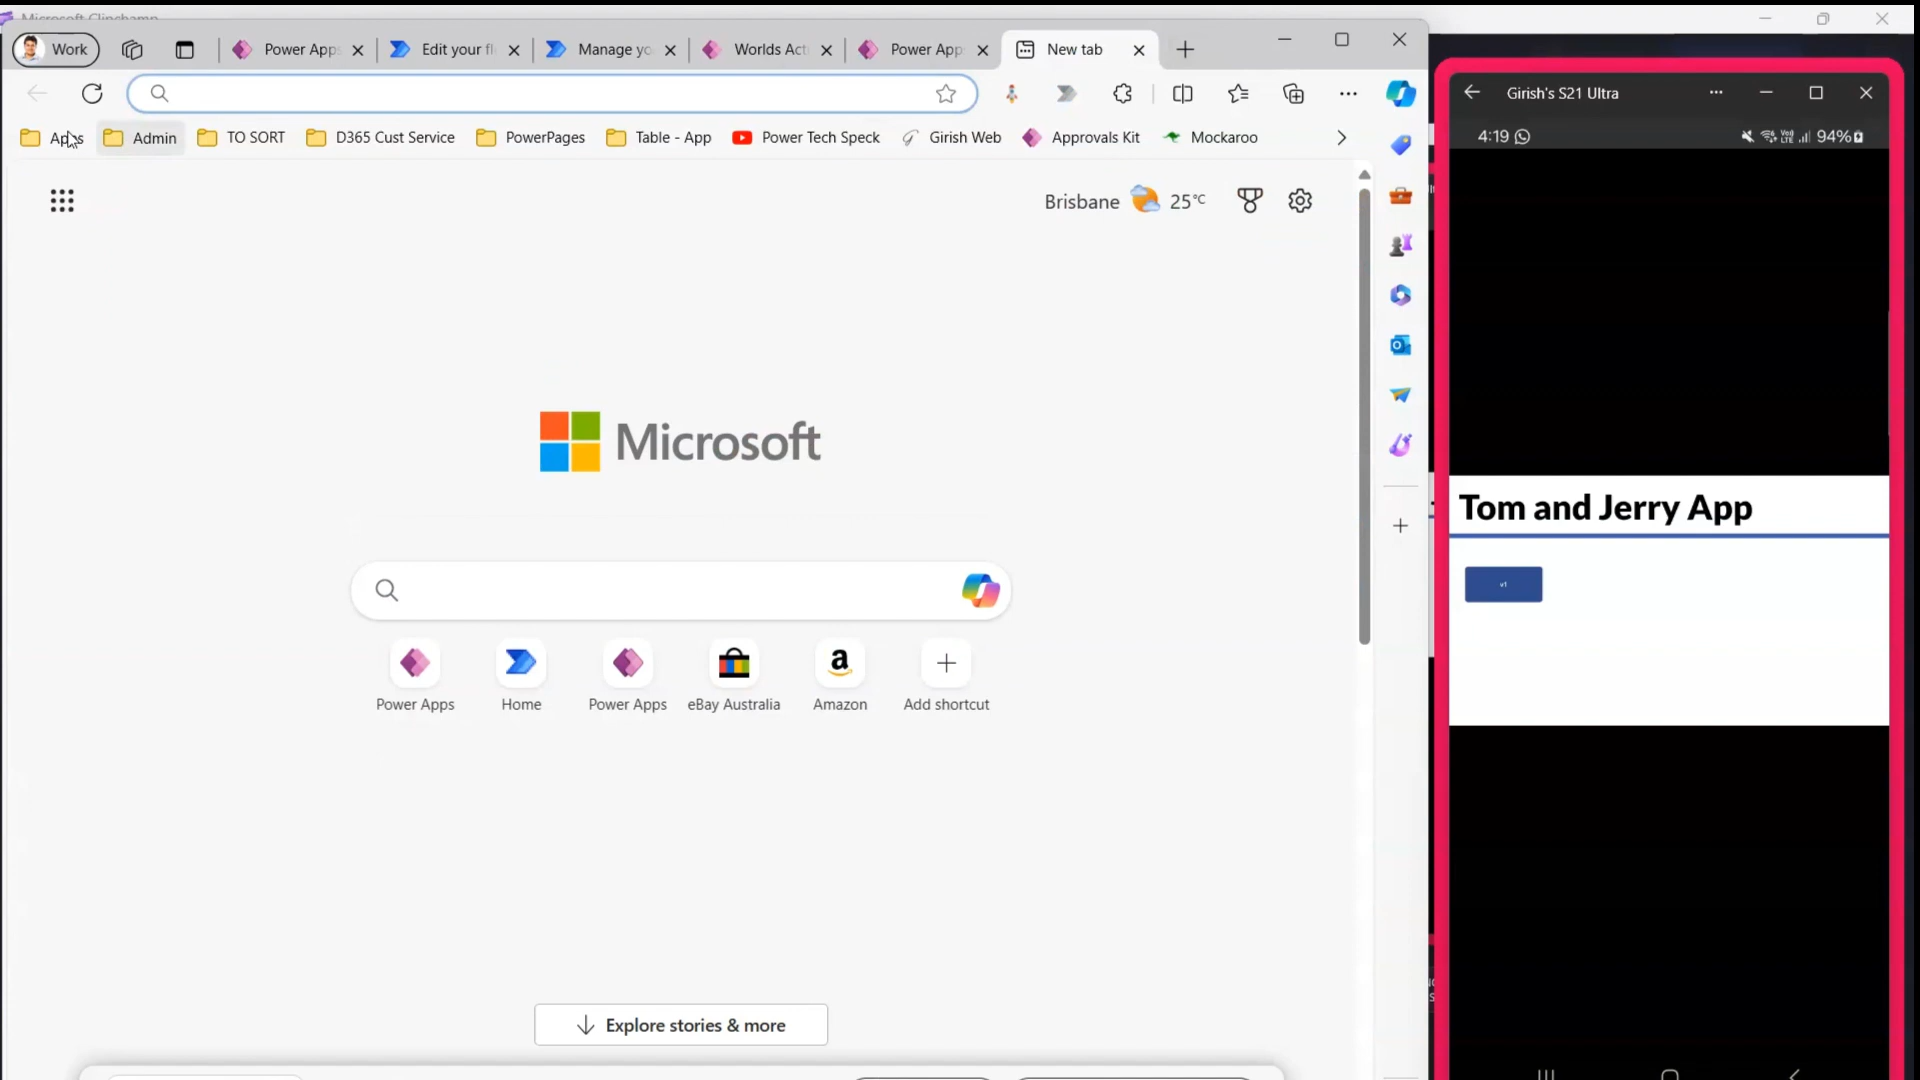 Microsoft Clipchamp
Work
Power Apps
Edit your fl
Manage yo
Worlds Act
Power App
New tab
Apps
Admin
TO SORT
D365 Cust Service
PowerPages
Table - App
Power Tech Speck
Girish Web
Approvals Kit
Mockaroo
Brisbane
25°C
Microsoft
Power Apps
Home
Power Apps
eBay Australia
Amazon
Add shortcut
Explore stories & more
Girish's S21 Ultra
4:19
94%
Tom and Jerry App
v1